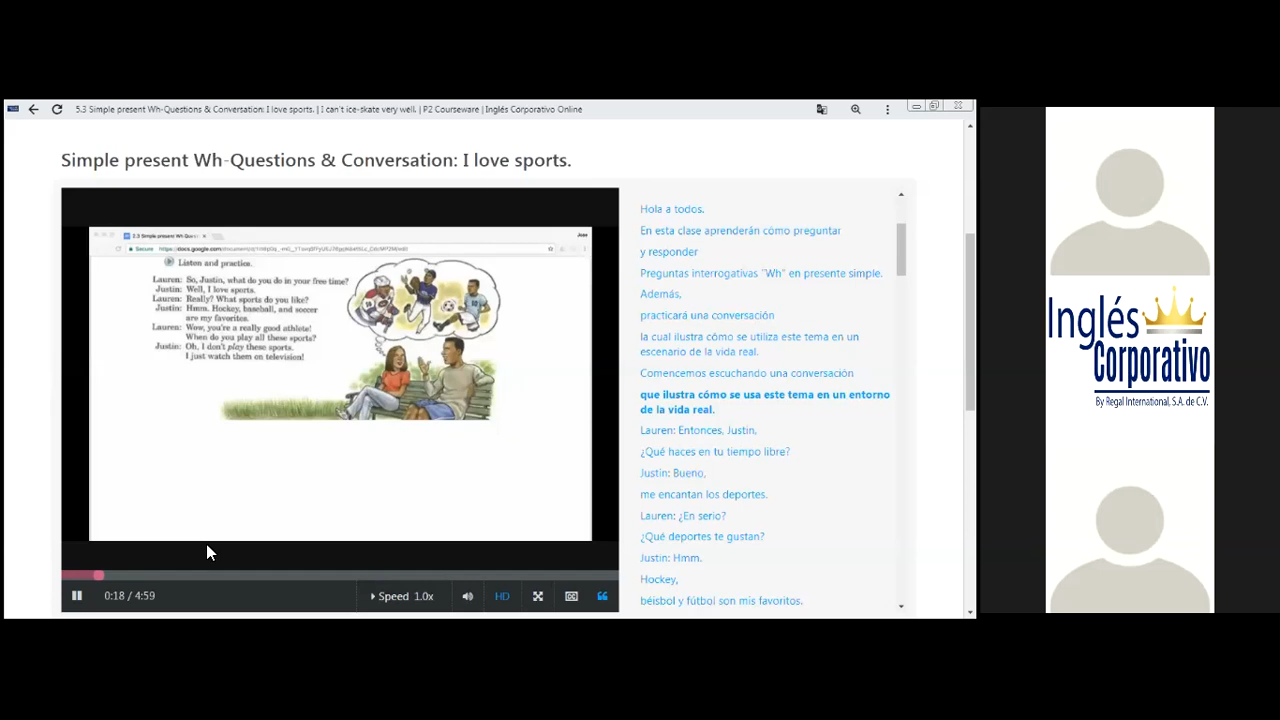 5.3 Simple present Wh-Questions & Conversation: I love sports. | I can't ice-skate very well. | P2 Courseware | Inglés Corporativo Online
Simple present Wh-Questions & Conversation: I love sports.
Secure
Listen and practice.
Lauren: So, Justin, what do you do in your free time?
Justin: Well, I love sports.
Lauren: Really? What sports do you like?
Justin: Hmm. Hockey, baseball, and soccer
are my favorites.
Lauren: Wow, you're a really good athlete!
When do you play all these sports?
Justin: Oh, I don't play these sports.
I just watch them on television!
0:18 / 4:59
Speed 1.0x
HD
Hola a todos.
En esta clase aprenderán cómo preguntar
y responder
Preguntas interrogativas "Wh" en presente simple.
Además,
practicará una conversación
la cual ilustra cómo se utiliza este tema en un
escenario de la vida real.
Comencemos escuchando una conversación
que ilustra cómo se usa este tema en un entorno
de la vida real.
Lauren: Entonces, Justin,
¿Qué haces en tu tiempo libre?
Justin: Bueno,
me encantan los deportes.
Lauren: ¿En serio?
¿Qué deportes te gustan?
Justin: Hmm.
Hockey,
béisbol y fútbol son mis favoritos.
Inglés
Corporativo
By Regal International, S.A. de C.V.